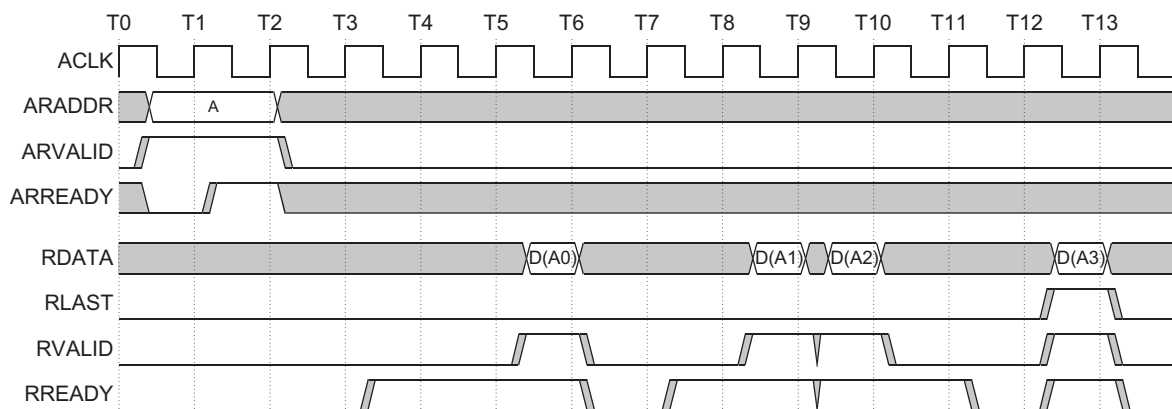 T0 T1 T2 T3 T4 T5 T6 T7 T8 T9 T10 T11 T12 T13
ACLK
ARADDR A
ARVALID
ARREADY
RDATA D(A0) D(A1) D(A2) D(A3)
RLAST
RVALID
RREADY